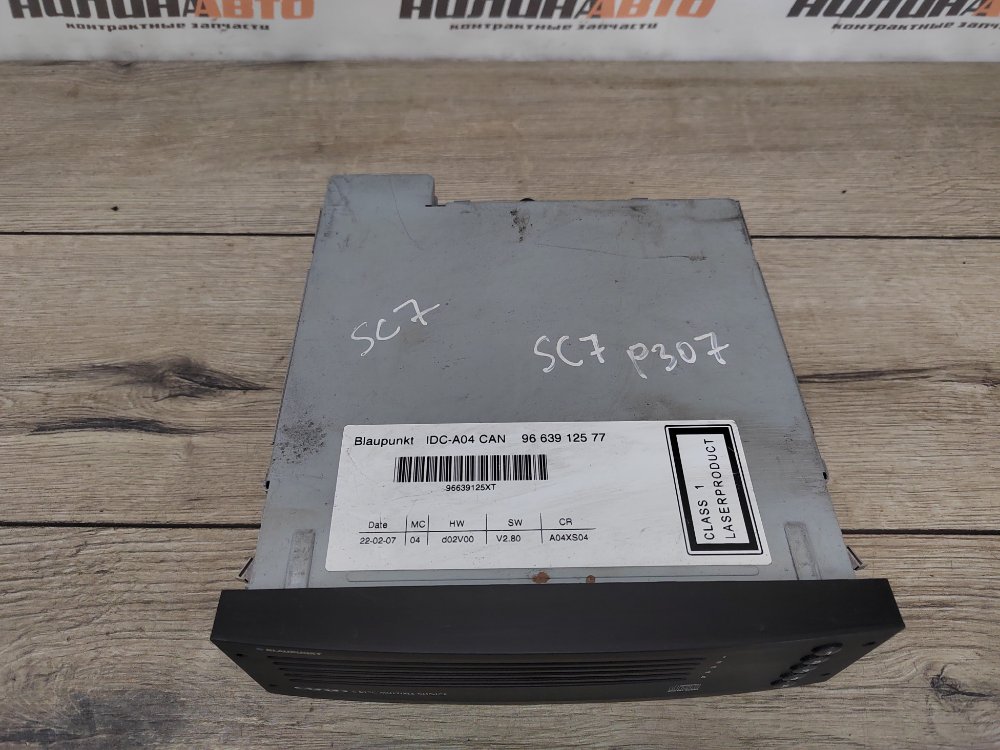 НИЛИНАВТО НИЛИНАВТО НИЛИНАВТО
контрактные запчасти контрактные запчасти контрактные запчасти
SC7
SC7 P307
Blaupunkt IDC-A04 CAN 96 639 125 77
96639125XT
Date MC HW SW CR
22-02-07 04 d02V00 V2.80 A04XS04
CLASS 1
LASERPRODUCT
BLAUPUNKT